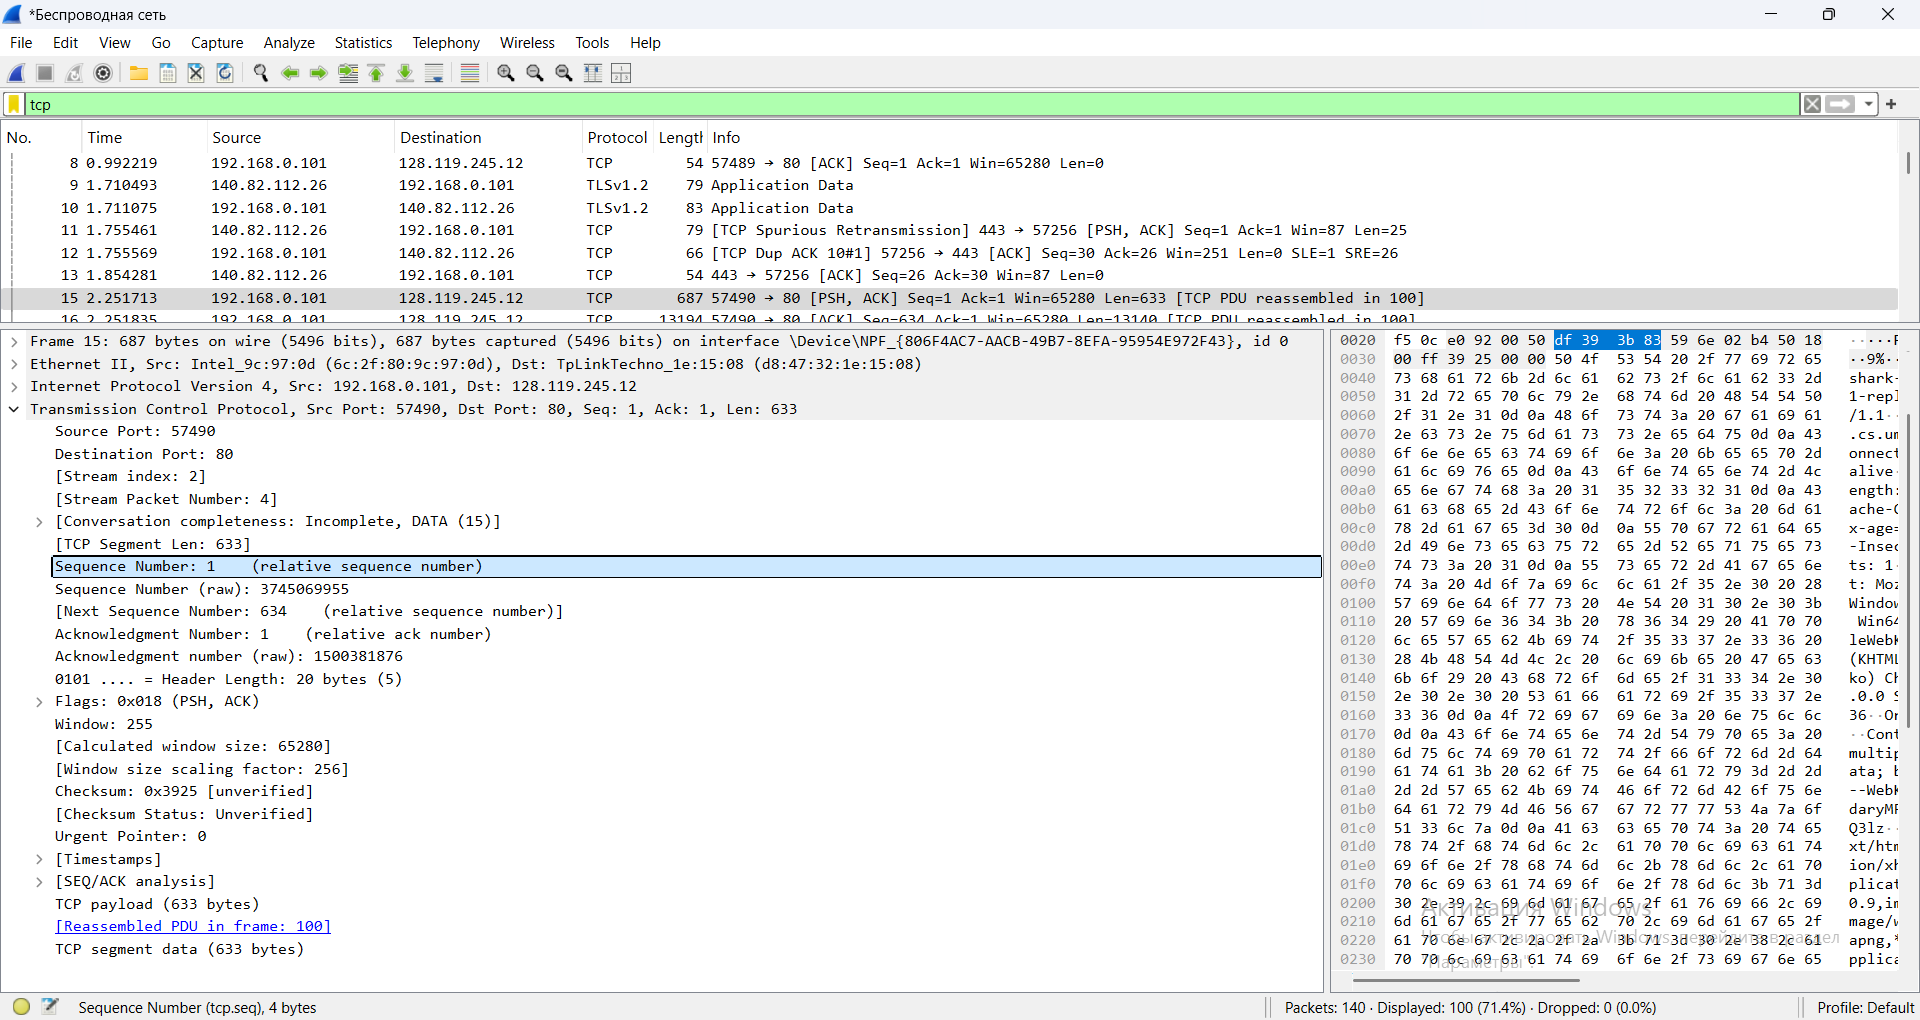 *Беспроводная сеть
File Edit View Go Capture Analyze Statistics Telephony Wireless Tools Help
tcp
No. Time Source Destination Protocol Length Info
8 0.992219 192.168.0.101 128.119.245.12 TCP 54 57489 → 80 [ACK] Seq=1 Ack=1 Win=65280 Len=0
9 1.710493 140.82.112.26 192.168.0.101 TLSv1.2 79 Application Data
10 1.711075 192.168.0.101 140.82.112.26 TLSv1.2 83 Application Data
11 1.755461 140.82.112.26 192.168.0.101 TCP 79 [TCP Spurious Retransmission] 443 → 57256 [PSH, ACK] Seq=1 Ack=1 Win=87 Len=25
12 1.755569 192.168.0.101 140.82.112.26 TCP 66 [TCP Dup ACK 10#1] 57256 → 443 [ACK] Seq=30 Ack=26 Win=251 Len=0 SLE=1 SRE=26
13 1.854281 140.82.112.26 192.168.0.101 TCP 54 443 → 57256 [ACK] Seq=26 Ack=30 Win=87 Len=0
15 2.251713 192.168.0.101 128.119.245.12 TCP 687 57490 → 80 [PSH, ACK] Seq=1 Ack=1 Win=65280 Len=633 [TCP PDU reassembled in 100]
16 2.251835 192.168.0.101 128.119.245.12 TCP 13194 57490 → 80 [ACK] Seq=634 Ack=1 Win=65280 Len=13140 [TCP PDU reassembled in 100]
Frame 15: 687 bytes on wire (5496 bits), 687 bytes captured (5496 bits) on interface \Device\NPF_{806F4AC7-AACB-49B7-8EFA-95954E972F43}, id 0
Ethernet II, Src: Intel_9c:97:0d (6c:2f:80:9c:97:0d), Dst: TpLinkTechno_1e:15:08 (d8:47:32:1e:15:08)
Internet Protocol Version 4, Src: 192.168.0.101, Dst: 128.119.245.12
Transmission Control Protocol, Src Port: 57490, Dst Port: 80, Seq: 1, Ack: 1, Len: 633
Source Port: 57490
Destination Port: 80
[Stream index: 2]
[Stream Packet Number: 4]
[Conversation completeness: Incomplete, DATA (15)]
[TCP Segment Len: 633]
Sequence Number: 1 (relative sequence number)
Sequence Number (raw): 3745069955
[Next Sequence Number: 634 (relative sequence number)]
Acknowledgment Number: 1 (relative ack number)
Acknowledgment number (raw): 1500381876
0101 .... = Header Length: 20 bytes (5)
Flags: 0x018 (PSH, ACK)
Window: 255
[Calculated window size: 65280]
[Window size scaling factor: 256]
Checksum: 0x3925 [unverified]
[Checksum Status: Unverified]
Urgent Pointer: 0
[Timestamps]
[SEQ/ACK analysis]
TCP payload (633 bytes)
[Reassembled PDU in frame: 100]
TCP segment data (633 bytes)
0020 f5 0c e0 92 00 50 df 39 3b 83 59 6e 02 b4 50 18
0030 00 ff 39 25 00 00 50 4f 53 54 20 2f 77 69 72 65 ··9%··
0040 73 68 61 72 6b 2d 6c 61 62 73 2f 6c 61 62 33 2d shark-
0050 31 2d 72 65 70 6c 79 2e 68 74 6d 20 48 54 54 50 1-repl
0060 2f 31 2e 31 0d 0a 48 6f 73 74 3a 20 67 61 69 61 /1.1··
0070 2e 63 73 2e 75 6d 61 73 73 2e 65 64 75 0d 0a 43 .cs.um
0080 6f 6e 6e 65 63 74 69 6f 6e 3a 20 6b 65 65 70 2d onnect
0090 61 6c 69 76 65 0d 0a 43 6f 6e 74 65 6e 74 2d 4c alive·
00a0 65 6e 67 74 68 3a 20 31 35 32 33 32 31 0d 0a 43 ength:
00b0 61 63 68 65 2d 43 6f 6e 74 72 6f 6c 3a 20 6d 61 ache-C
00c0 78 2d 61 67 65 3d 30 0d 0a 55 70 67 72 61 64 65 x-age=
00d0 2d 49 6e 73 65 63 75 72 65 2d 52 65 71 75 65 73 -Insec
00e0 74 73 3a 20 31 0d 0a 55 73 65 72 2d 41 67 65 6e ts: 1·
00f0 74 3a 20 4d 6f 7a 69 6c 6c 61 2f 35 2e 30 20 28 t: Moz
0100 57 69 6e 64 6f 77 73 20 4e 54 20 31 30 2e 30 3b Window
0110 20 57 69 6e 36 34 3b 20 78 36 34 29 20 41 70 70 Win64
0120 6c 65 57 65 62 4b 69 74 2f 35 33 37 2e 33 36 20 leWebK
0130 28 4b 48 54 4d 4c 2c 20 6c 69 6b 65 20 47 65 63 (KHTML
0140 6b 6f 29 20 43 68 72 6f 6d 65 2f 31 33 34 2e 30 ko) Ch
0150 2e 30 2e 30 20 53 61 66 61 72 69 2f 35 33 37 2e .0.0 S
0160 33 36 0d 0a 4f 72 69 67 69 6e 3a 20 6e 75 6c 6c 36··Or
0170 0d 0a 43 6f 6e 74 65 6e 74 2d 54 79 70 65 3a 20 ··Cont
0180 6d 75 6c 74 69 70 61 72 74 2f 66 6f 72 6d 2d 64 multip
0190 61 74 61 3b 20 62 6f 75 6e 64 61 72 79 3d 2d 2d ata; b
01a0 2d 2d 57 65 62 4b 69 74 46 6f 72 6d 42 6f 75 6e --WebK
01b0 64 61 72 79 4d 46 56 67 67 72 77 77 53 4a 7a 6f daryMF
01c0 51 33 6c 7a 0d 0a 41 63 63 65 70 74 3a 20 74 65 Q3lz··
01d0 78 74 2f 68 74 6d 6c 2c 61 70 70 6c 69 63 61 74 xt/htm
01e0 69 6f 6e 2f 78 68 74 6d 6c 2b 78 6d 6c 2c 61 70 ion/xh
01f0 70 6c 69 63 61 74 69 6f 6e 2f 78 6d 6c 3b 71 3d plicat
0200 30 2e 39 2c 69 6d 61 67 65 2f 61 76 69 66 2c 69 0.9,im
0210 6d 61 67 65 2f 77 65 62 70 2c 69 6d 61 67 65 2f mage/w
0220 61 70 6e 67 2c 2a 2f 2a 3b 71 3d 30 2e 38 2c 61 apng,*
0230 70 70 6c 69 63 61 74 69 6f 6e 2f 73 69 67 6e 65 pplica
Активация Windows
Чтобы активировать Windows, перейдите в раздел
"Параметры".
Sequence Number (tcp.seq), 4 bytes
Packets: 140 · Displayed: 100 (71.4%) · Dropped: 0 (0.0%)
Profile: Default